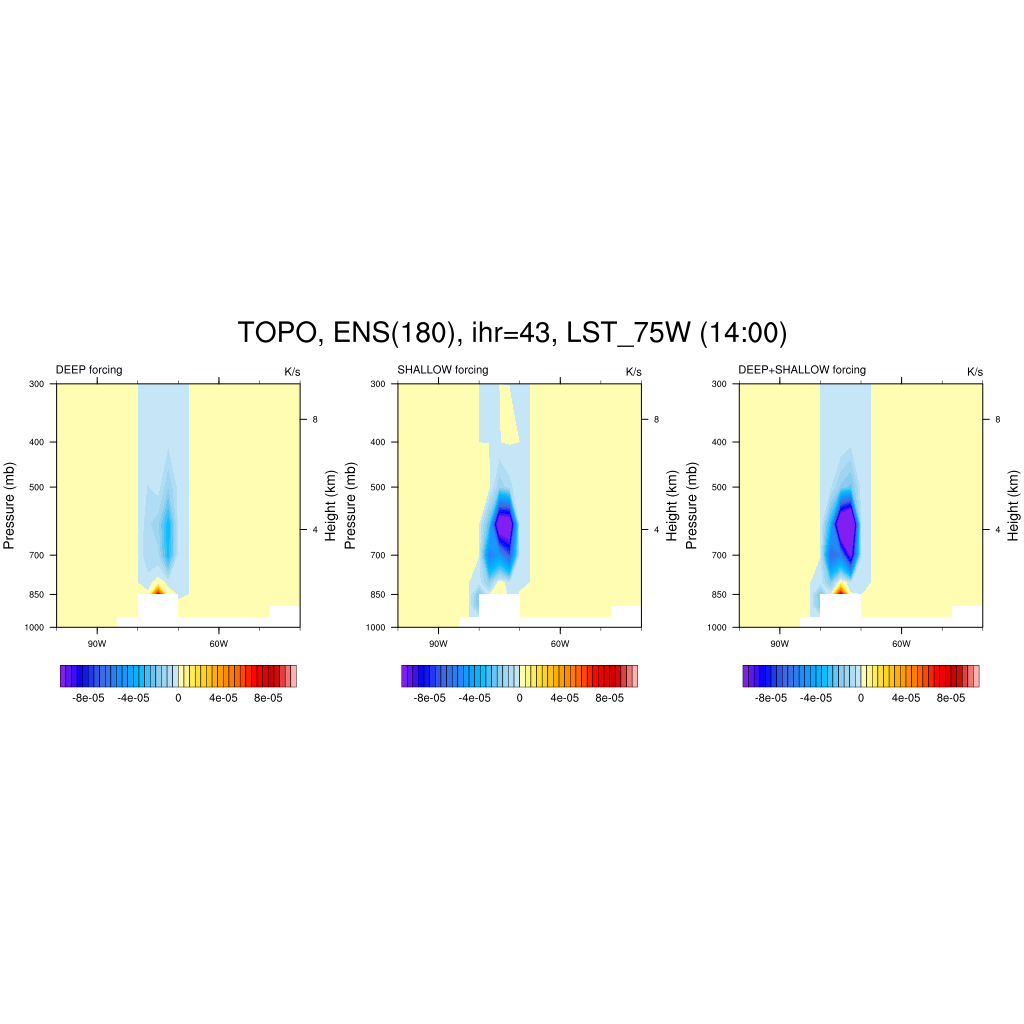 TOPO, ENS(180), ihr=43, LST_75W (14:00)
DEEP forcing K/s
300
400
500
700
850
1000
Pressure (mb)
8
4
Height (km)
90W 60W
-8e-05 -4e-05 0 4e-05 8e-05
SHALLOW forcing K/s
300
400
500
700
850
1000
Pressure (mb)
8
4
Height (km)
90W 60W
-8e-05 -4e-05 0 4e-05 8e-05
DEEP+SHALLOW forcing K/s
300
400
500
700
850
1000
Pressure (mb)
8
4
Height (km)
90W 60W
-8e-05 -4e-05 0 4e-05 8e-05